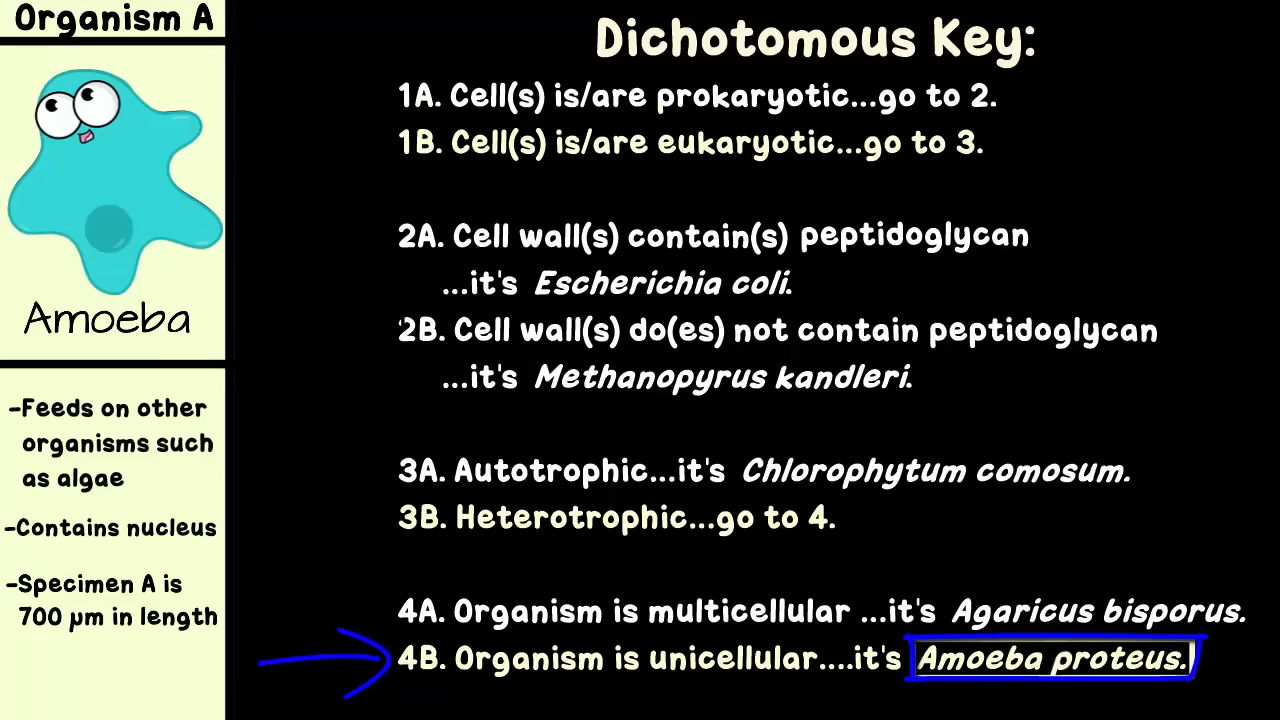 Organism A
Amoeba
-Feeds on other
organisms such
as algae
-Contains nucleus
-Specimen A is
700 µm in length
Dichotomous Key:
1A. Cell(s) is/are prokaryotic...go to 2.
1B. Cell(s) is/are eukaryotic...go to 3.
2A. Cell wall(s) contain(s) peptidoglycan
...it's Escherichia coli.
2B. Cell wall(s) do(es) not contain peptidoglycan
...it's Methanopyrus kandleri.
3A. Autotrophic...it's Chlorophytum comosum.
3B. Heterotrophic...go to 4.
4A. Organism is multicellular ...it's Agaricus bisporus.
4B. Organism is unicellular....it's Amoeba proteus.